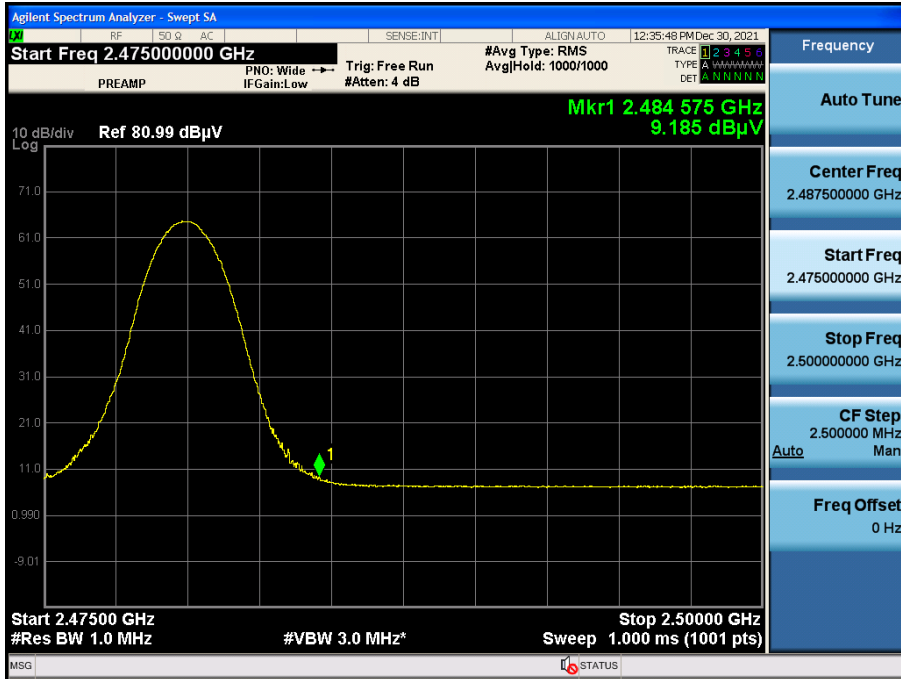 Agilent Spectrum Analyzer - Swept SA
LXI RF 50 Ω AC SENSE:INT ALIGN AUTO 12:35:48 PM Dec 30, 2021
Start Freq 2.475000000 GHz
PREAMP
PNO: Wide
IFGain:Low
Trig: Free Run
#Atten: 4 dB
#Avg Type: RMS
Avg|Hold: 1000/1000
TRACE 1 2 3 4 5 6
TYPE A WWWWW
DET A N N N N N
Mkr1 2.484 575 GHz
9.185 dBµV
10 dB/div Ref 80.99 dBµV
Log
71.0
61.0
51.0
41.0
31.0
21.0
11.0
0.990
-9.01
1
Start 2.47500 GHz
Stop 2.50000 GHz
#Res BW 1.0 MHz
#VBW 3.0 MHz*
Sweep 1.000 ms (1001 pts)
MSG
STATUS
Frequency
Auto Tune
Center Freq
2.487500000 GHz
Start Freq
2.475000000 GHz
Stop Freq
2.500000000 GHz
CF Step
2.500000 MHz
Auto Man
Freq Offset
0 Hz